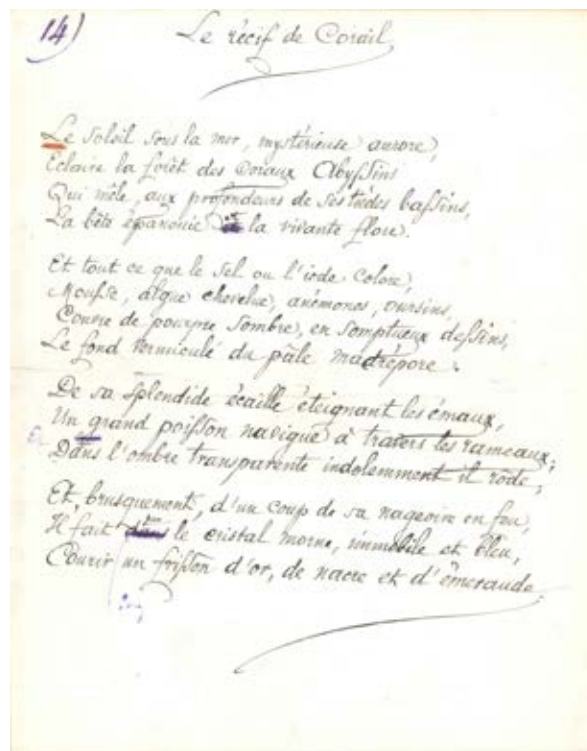 14)
Le récif de Corail
Le soleil sous la mer, mystérieuse aurore,
Éclaire la forêt des Coraux Abyssins
Qui mêle, aux profondeurs de ses tièdes bassins,
La bête épanouie et la vivante flore.
Et tout ce que le sel ou l'iode colore,
Mousse, algue chevelue, anémones, oursins,
Couvre de pourpre sombre, en somptueux dessins,
Le fond vermiculé du pâle madrépore.
De sa splendide écaille éteignant les émaux,
Un grand poisson navigue à travers les rameaux;
Dans l'ombre transparente indolemment il rôde;
Et, brusquement, d'un coup de sa nageoire en feu,
Il fait dans le cristal morne, immobile et bleu,
Courir un frisson d'or, de nacre et d'émeraude.